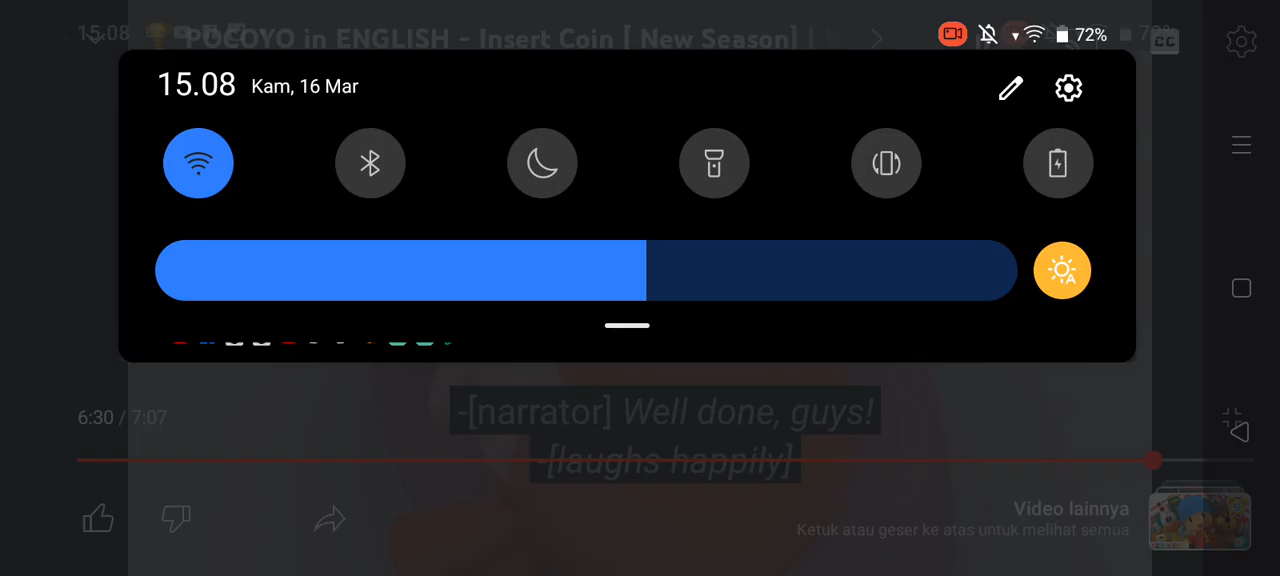 15.08
POCOYO in ENGLISH - Insert Coin [ New Season] |
72%
CC
15.08 Kam, 16 Mar
A
-[narrator] Well done, guys!
6:30 / 7:07
-[laughs happily]
Video lainnya
Ketuk atau geser ke atas untuk melihat semua